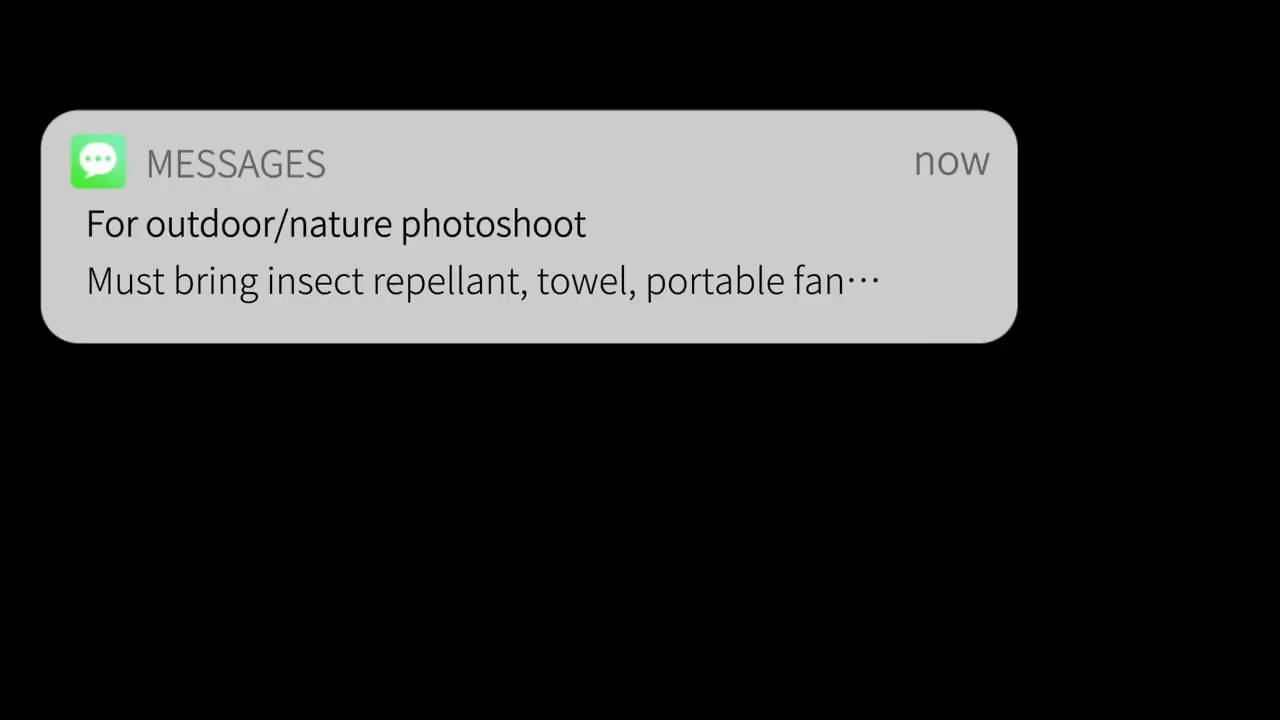 MESSAGES
now
For outdoor/nature photoshoot
Must bring insect repellant, towel, portable fan···